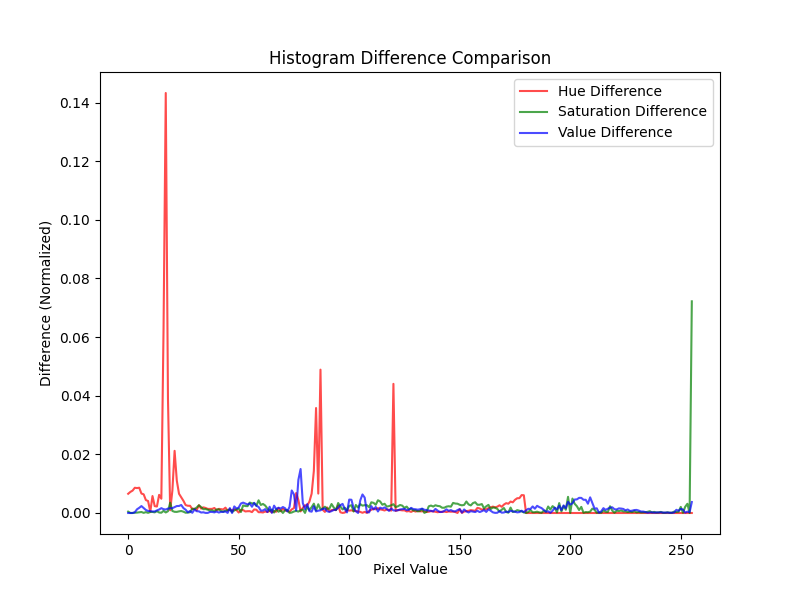 Histogram Difference Comparison
Hue Difference
Saturation Difference
Value Difference
Difference (Normalized)
0.14
0.12
0.10
0.08
0.06
0.04
0.02
0.00
0
50
100
150
200
250
Pixel Value